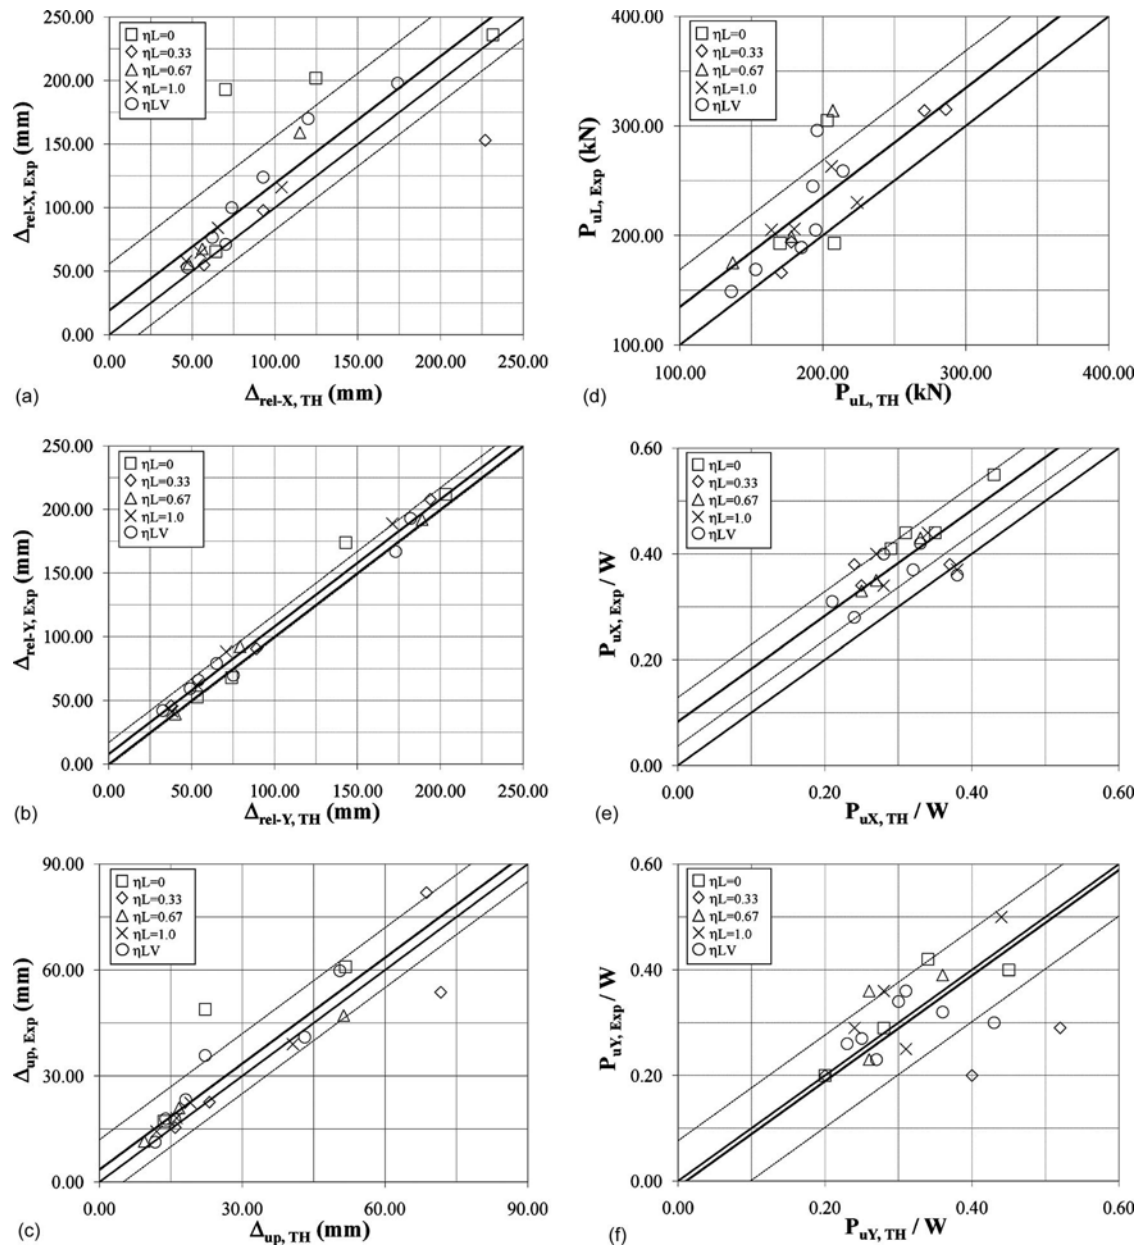 250.00
200.00
150.00
100.00
50.00
0.00
Δrel-X, Exp (mm)
ηL=0
ηL=0.33
ηL=0.67
ηL=1.0
ηLV
0.00 50.00 100.00 150.00 200.00 250.00
(a) Δrel-X, TH (mm)
400.00
300.00
200.00
100.00
PuL, Exp (kN)
ηL=0
ηL=0.33
ηL=0.67
ηL=1.0
ηLV
100.00 200.00 300.00 400.00
(d) PuL, TH (kN)
250.00
200.00
150.00
100.00
50.00
0.00
Δrel-Y, Exp (mm)
ηL=0
ηL=0.33
ηL=0.67
ηL=1.0
ηLV
0.00 50.00 100.00 150.00 200.00 250.00
(b) Δrel-Y, TH (mm)
0.60
0.40
0.20
0.00
PuX, Exp / W
ηL=0
ηL=0.33
ηL=0.67
ηL=1.0
ηLV
0.00 0.20 0.40 0.60
(e) PuX, TH / W
90.00
60.00
30.00
0.00
Δup, Exp (mm)
ηL=0
ηL=0.33
ηL=0.67
ηL=1.0
ηLV
0.00 30.00 60.00 90.00
(c) Δup, TH (mm)
0.60
0.40
0.20
0.00
PuY, Exp / W
ηL=0
ηL=0.33
ηL=0.67
ηL=1.0
ηLV
0.00 0.20 0.40 0.60
(f) PuY, TH / W